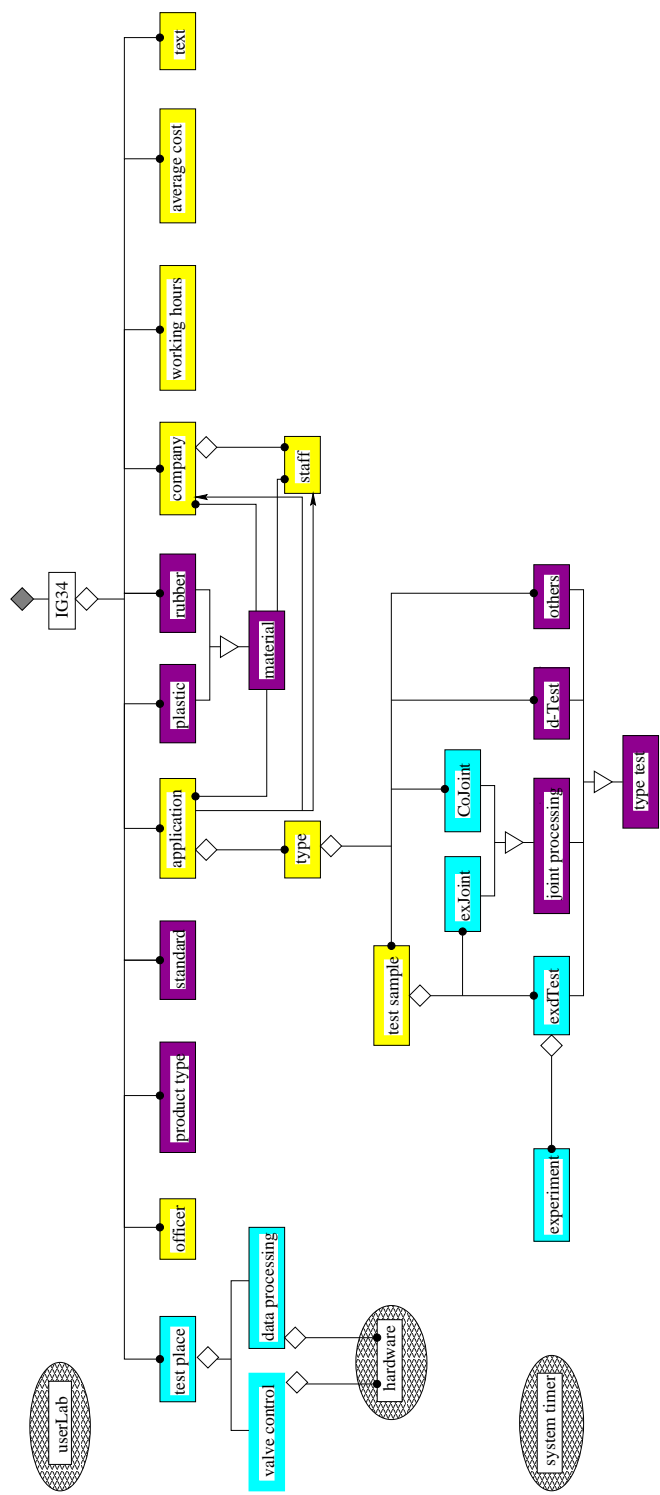 userLab
IG34
test place
officer
product type
standard
application
plastic
rubber
company
working hours
average cost
text
valve control
data processing
material
type
staff
hardware
test sample
exJoint
CoJoint
system timer
experiment
exdTest
joint processing
d-Test
others
type test